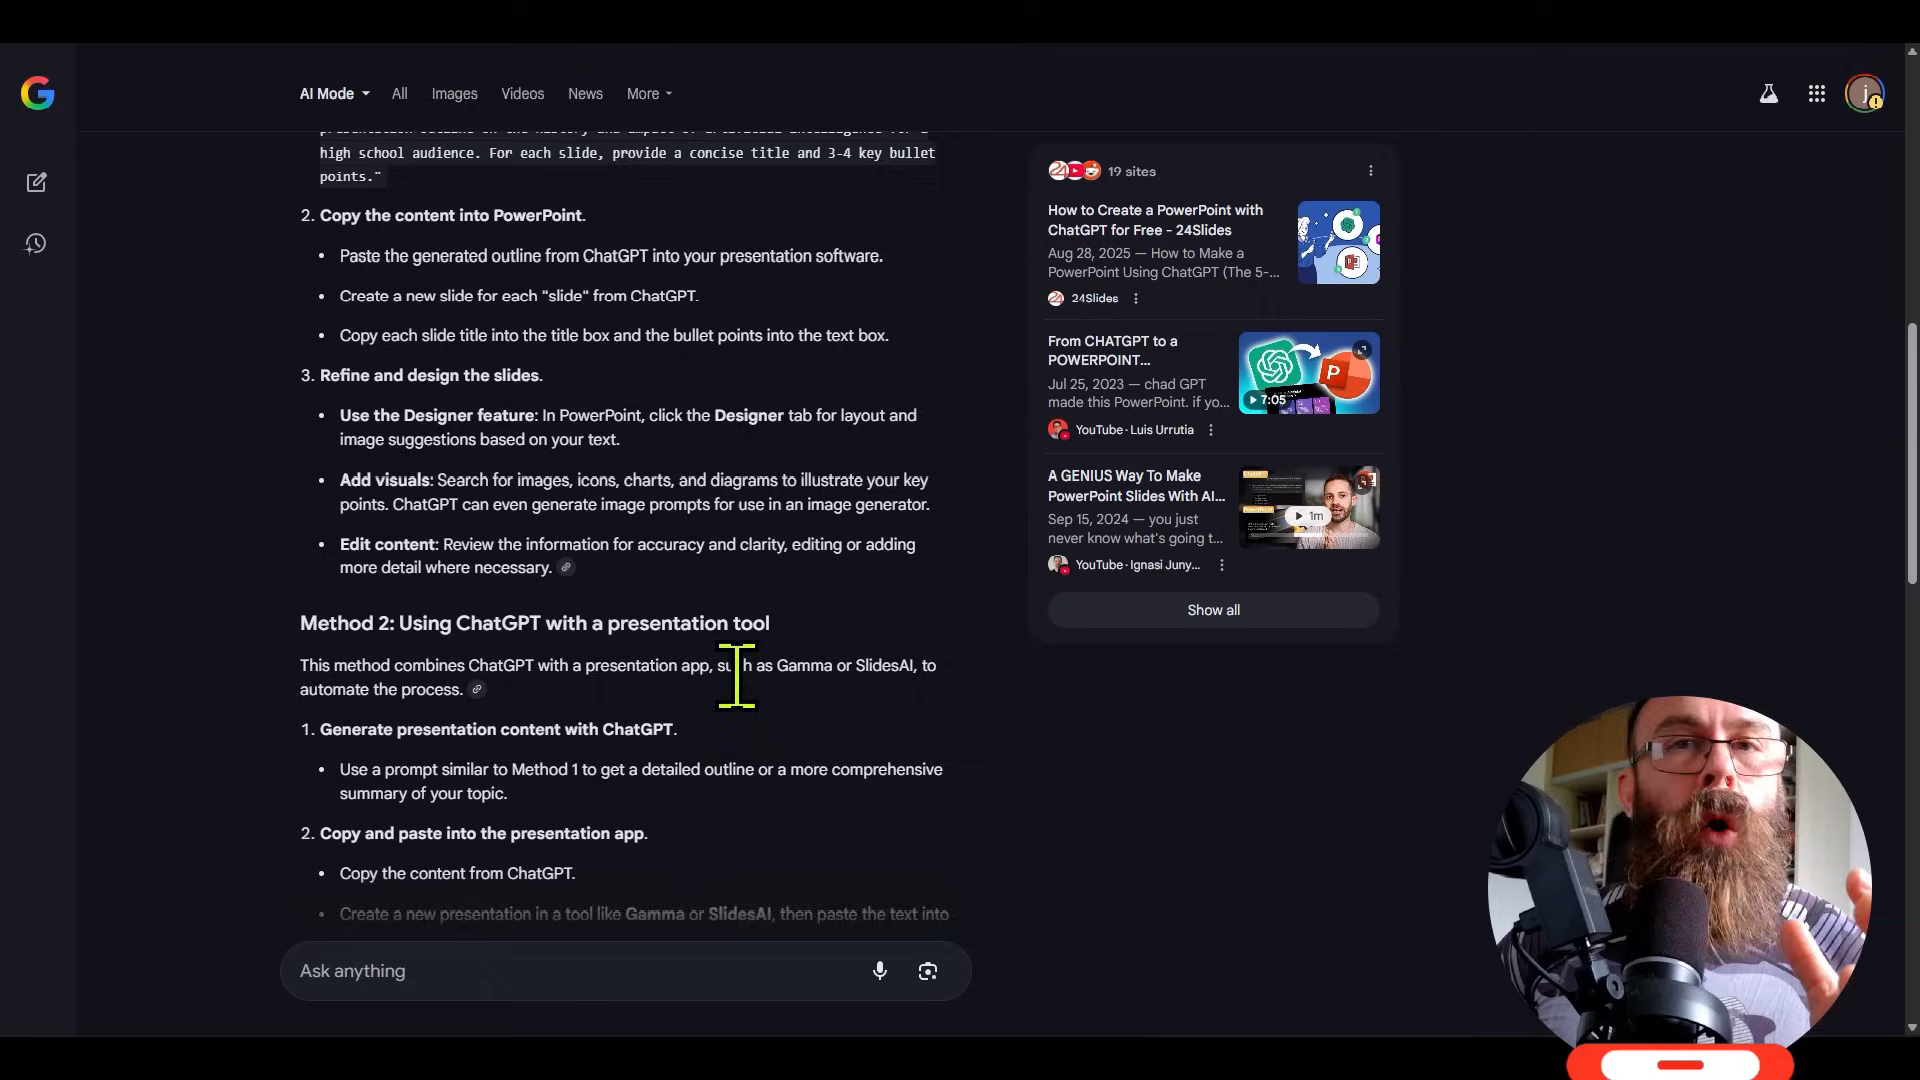 AI Mode
All
Images
Videos
News
More
high school audience. For each slide, provide a concise title and 3-4 key bullet
points."
2. Copy the content into PowerPoint.
• Paste the generated outline from ChatGPT into your presentation software.
• Create a new slide for each "slide" from ChatGPT.
• Copy each slide title into the title box and the bullet points into the text box.
3. Refine and design the slides.
• Use the Designer feature: In PowerPoint, click the Designer tab for layout and
image suggestions based on your text.
• Add visuals: Search for images, icons, charts, and diagrams to illustrate your key
points. ChatGPT can even generate image prompts for use in an image generator.
• Edit content: Review the information for accuracy and clarity, editing or adding
more detail where necessary.
Method 2: Using ChatGPT with a presentation tool
This method combines ChatGPT with a presentation app, such as Gamma or SlidesAI, to
automate the process.
1. Generate presentation content with ChatGPT.
• Use a prompt similar to Method 1 to get a detailed outline or a more comprehensive
summary of your topic.
2. Copy and paste into the presentation app.
• Copy the content from ChatGPT.
• Create a new presentation in a tool like Gamma or SlidesAI, then paste the text into
Ask anything
19 sites
How to Create a PowerPoint with
ChatGPT for Free - 24Slides
Aug 28, 2025 — How to Make a
PowerPoint Using ChatGPT (The 5-...
24Slides
From CHATGPT to a
POWERPOINT...
Jul 25, 2023 — chad GPT
made this PowerPoint. if yo...
7:05
YouTube · Luis Urrutia
A GENIUS Way To Make
PowerPoint Slides With AI...
Sep 15, 2024 — you just
never know what's going t...
1m
YouTube · Ignasi Juny...
Show all
j